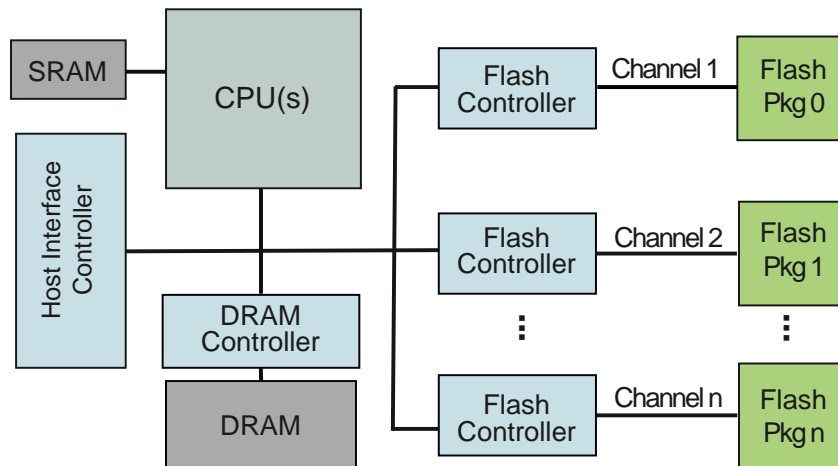 SRAM
CPU(s)
Host Interface
Controller
DRAM
Controller
DRAM
Flash
Controller
Channel 1
Flash
Pkg 0
Flash
Controller
Channel 2
Flash
Pkg 1
Flash
Controller
Channel n
Flash
Pkg n